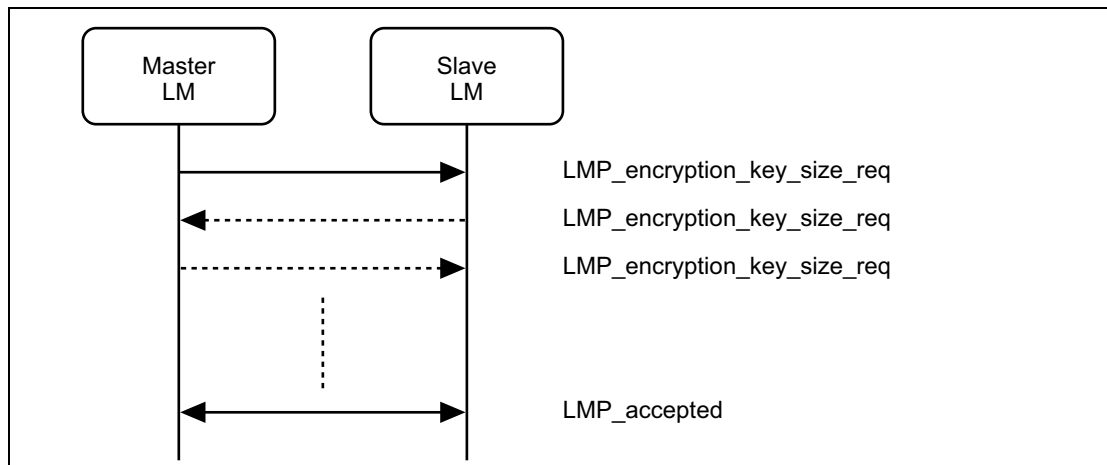 Master
LM
Slave
LM
LMP_encryption_key_size_req
LMP_encryption_key_size_req
LMP_encryption_key_size_req
LMP_accepted